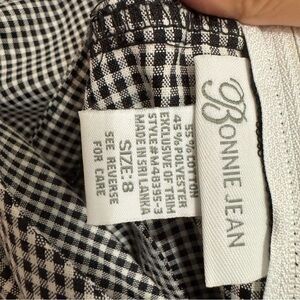 BONNIE JEAN
55% COTTON
45% POLYESTER
EXCLUSIVE OF TRIM
STYLE#S48395-3
MADE IN SRI LANKA
SIZE: 8
SEE REVERSE
FOR CARE